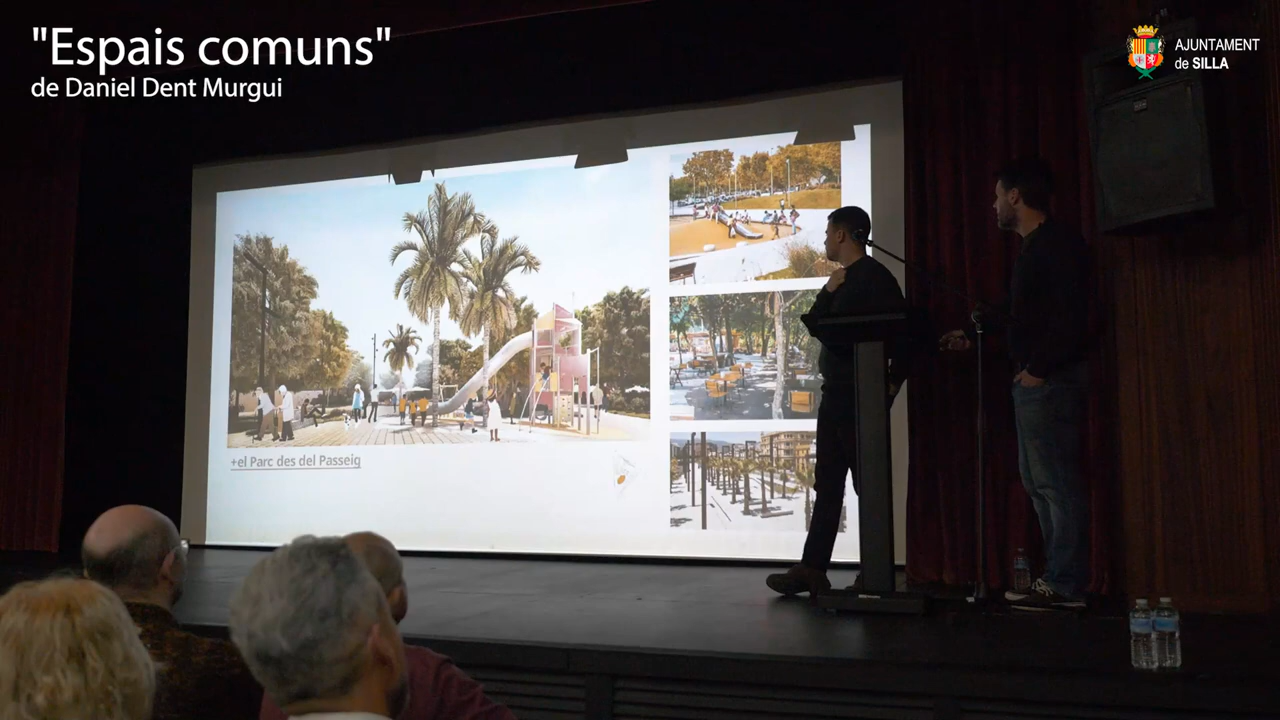 "Espais comuns"
de Daniel Dent Murgui
AJUNTAMENT
de SILLA
+el Parc des del Passeig